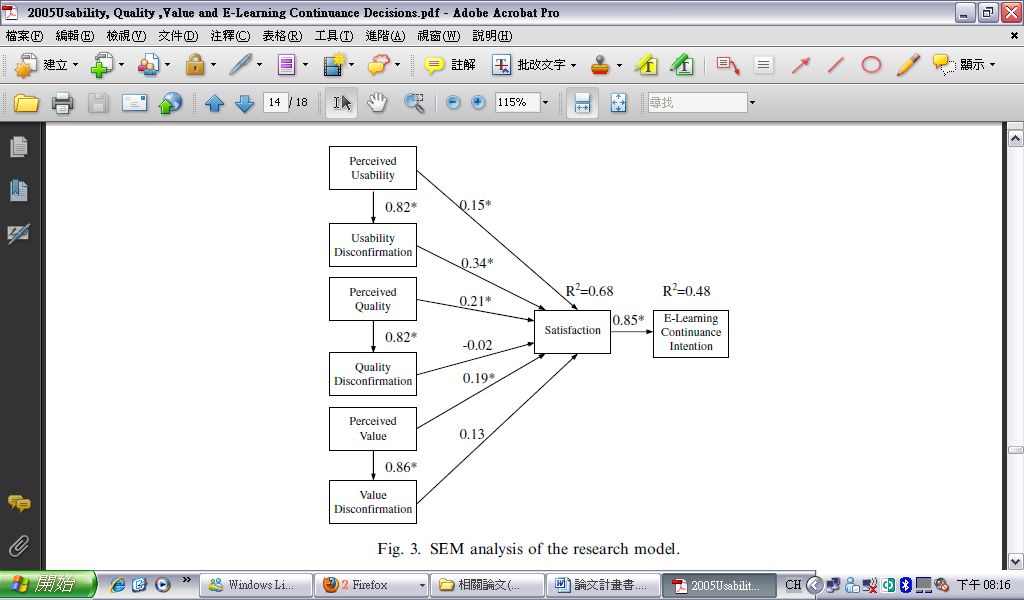 2005Usability, Quality ,Value and E-Learning Continuance Decisions.pdf - Adobe Acrobat Pro
檔案(F) 編輯(E) 檢視(V) 文件(D) 注釋(C) 表格(R) 工具(T) 進階(A) 視窗(W) 說明(H)
建立 註解 批改文字 顯示
14 / 18 115% 尋找
Perceived
Usability
0.82*
0.15*
Usability
Disconfirmation
0.34*
Perceived
Quality
0.21*
0.82*
-0.02
Quality
Disconfirmation
0.19*
Perceived
Value
0.13
0.86*
Value
Disconfirmation
R²=0.68
Satisfaction
0.85*
R²=0.48
E-Learning
Continuance
Intention
Fig. 3. SEM analysis of the research model.
開始 Windows Li... 2 Firefox 相關論文(... 論文計畫書.... 2005Usabilit... CH 下午 08:16